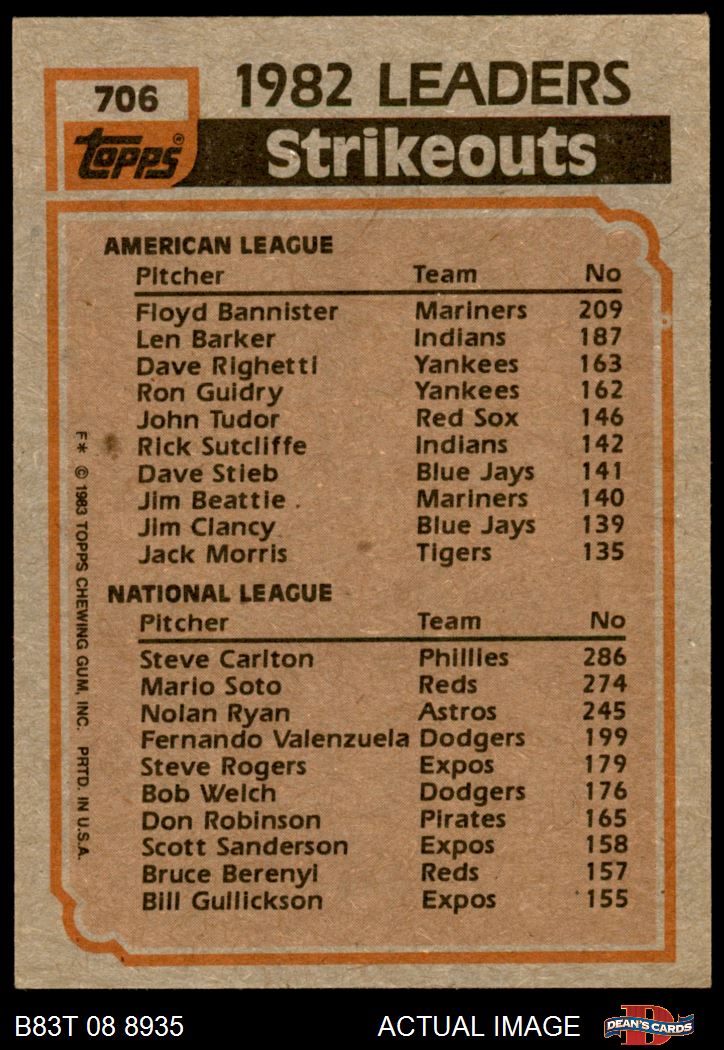 706
1982 LEADERS
Topps®
Strikeouts
AMERICAN LEAGUE
Pitcher Team No
Floyd Bannister Mariners 209
Len Barker Indians 187
Dave Righetti Yankees 163
Ron Guidry Yankees 162
John Tudor Red Sox 146
Rick Sutcliffe Indians 142
Dave Stieb Blue Jays 141
Jim Beattie Mariners 140
Jim Clancy Blue Jays 139
Jack Morris Tigers 135
NATIONAL LEAGUE
Pitcher Team No
Steve Carlton Phillies 286
Mario Soto Reds 274
Nolan Ryan Astros 245
Fernando Valenzuela Dodgers 199
Steve Rogers Expos 179
Bob Welch Dodgers 176
Don Robinson Pirates 165
Scott Sanderson Expos 158
Bruce Berenyi Reds 157
Bill Gullickson Expos 155
F* © 1983 TOPPS CHEWING GUM, INC. PRTD. IN U.S.A.
B83T 08 8935 ACTUAL IMAGE
D
DEAN'S CARDS